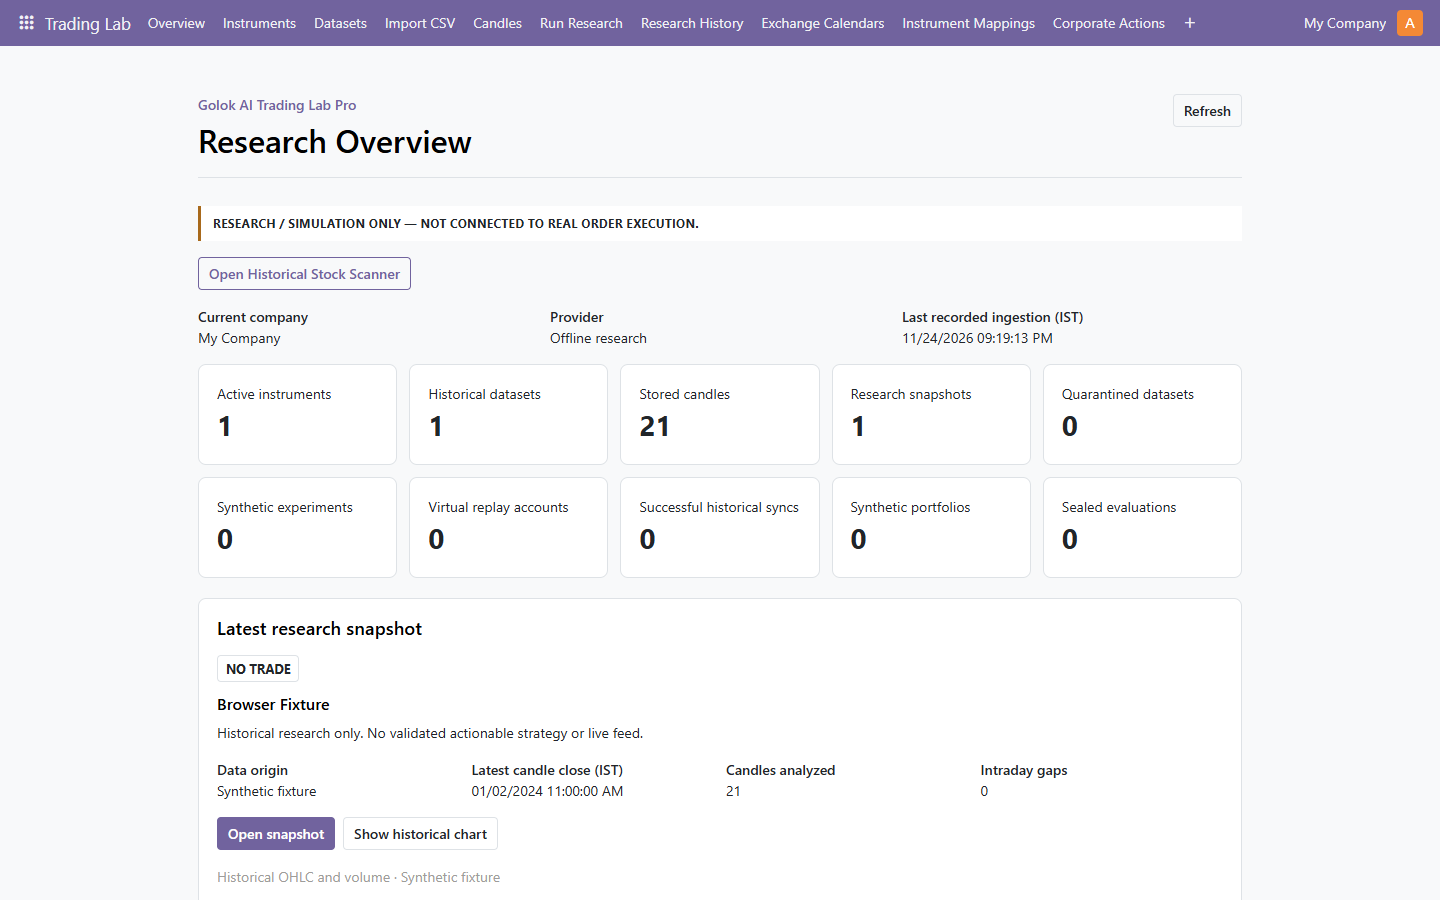 Trading Lab Overview Instruments Datasets Import CSV Candles Run Research Research History Exchange Calendars Instrument Mappings Corporate Actions + My Company A
Golok AI Trading Lab Pro
Refresh
Research Overview
RESEARCH / SIMULATION ONLY — NOT CONNECTED TO REAL ORDER EXECUTION.
Open Historical Stock Scanner
Current company Provider Last recorded ingestion (IST)
My Company Offline research 11/24/2026 09:19:13 PM
Active instruments Historical datasets Stored candles Research snapshots Quarantined datasets
1 1 21 1 0
Synthetic experiments Virtual replay accounts Successful historical syncs Synthetic portfolios Sealed evaluations
0 0 0 0 0
Latest research snapshot
NO TRADE
Browser Fixture
Historical research only. No validated actionable strategy or live feed.
Data origin Latest candle close (IST) Candles analyzed Intraday gaps
Synthetic fixture 01/02/2024 11:00:00 AM 21 0
Open snapshot Show historical chart
Historical OHLC and volume · Synthetic fixture